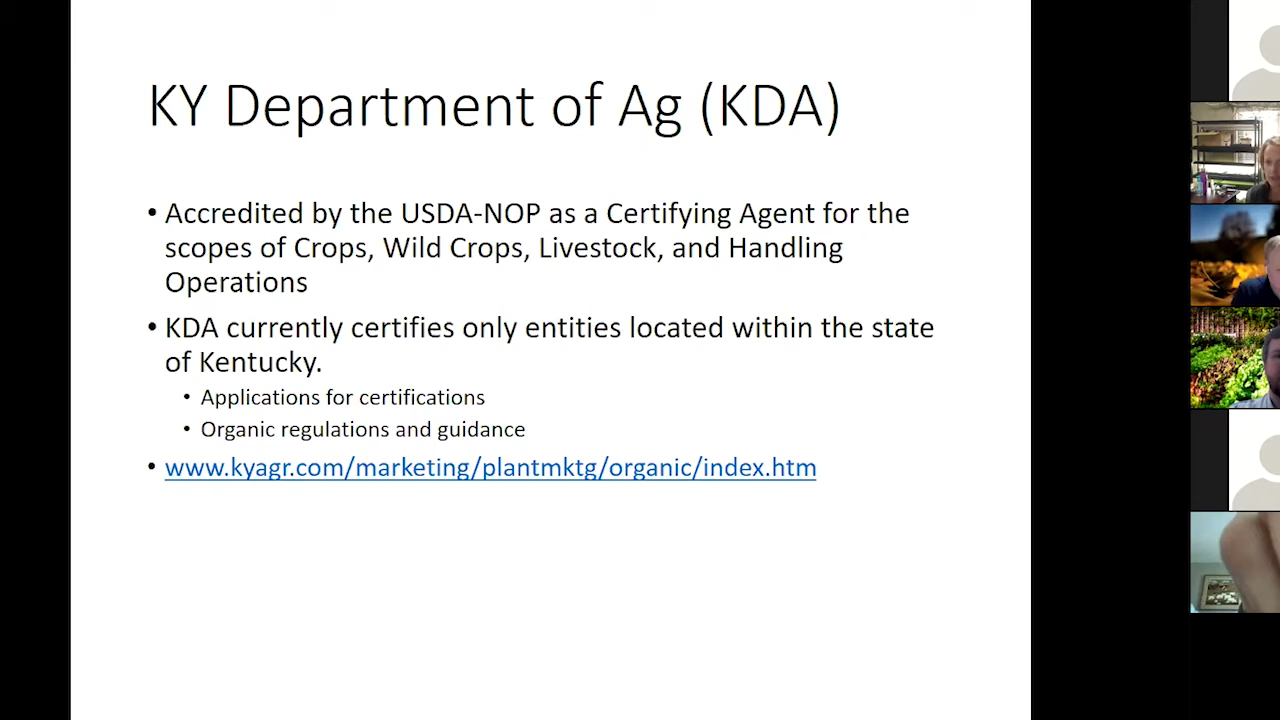 KY Department of Ag (KDA)
• Accredited by the USDA-NOP as a Certifying Agent for the
scopes of Crops, Wild Crops, Livestock, and Handling
Operations
• KDA currently certifies only entities located within the state
of Kentucky.
• Applications for certifications
• Organic regulations and guidance
• www.kyagr.com/marketing/plantmktg/organic/index.htm